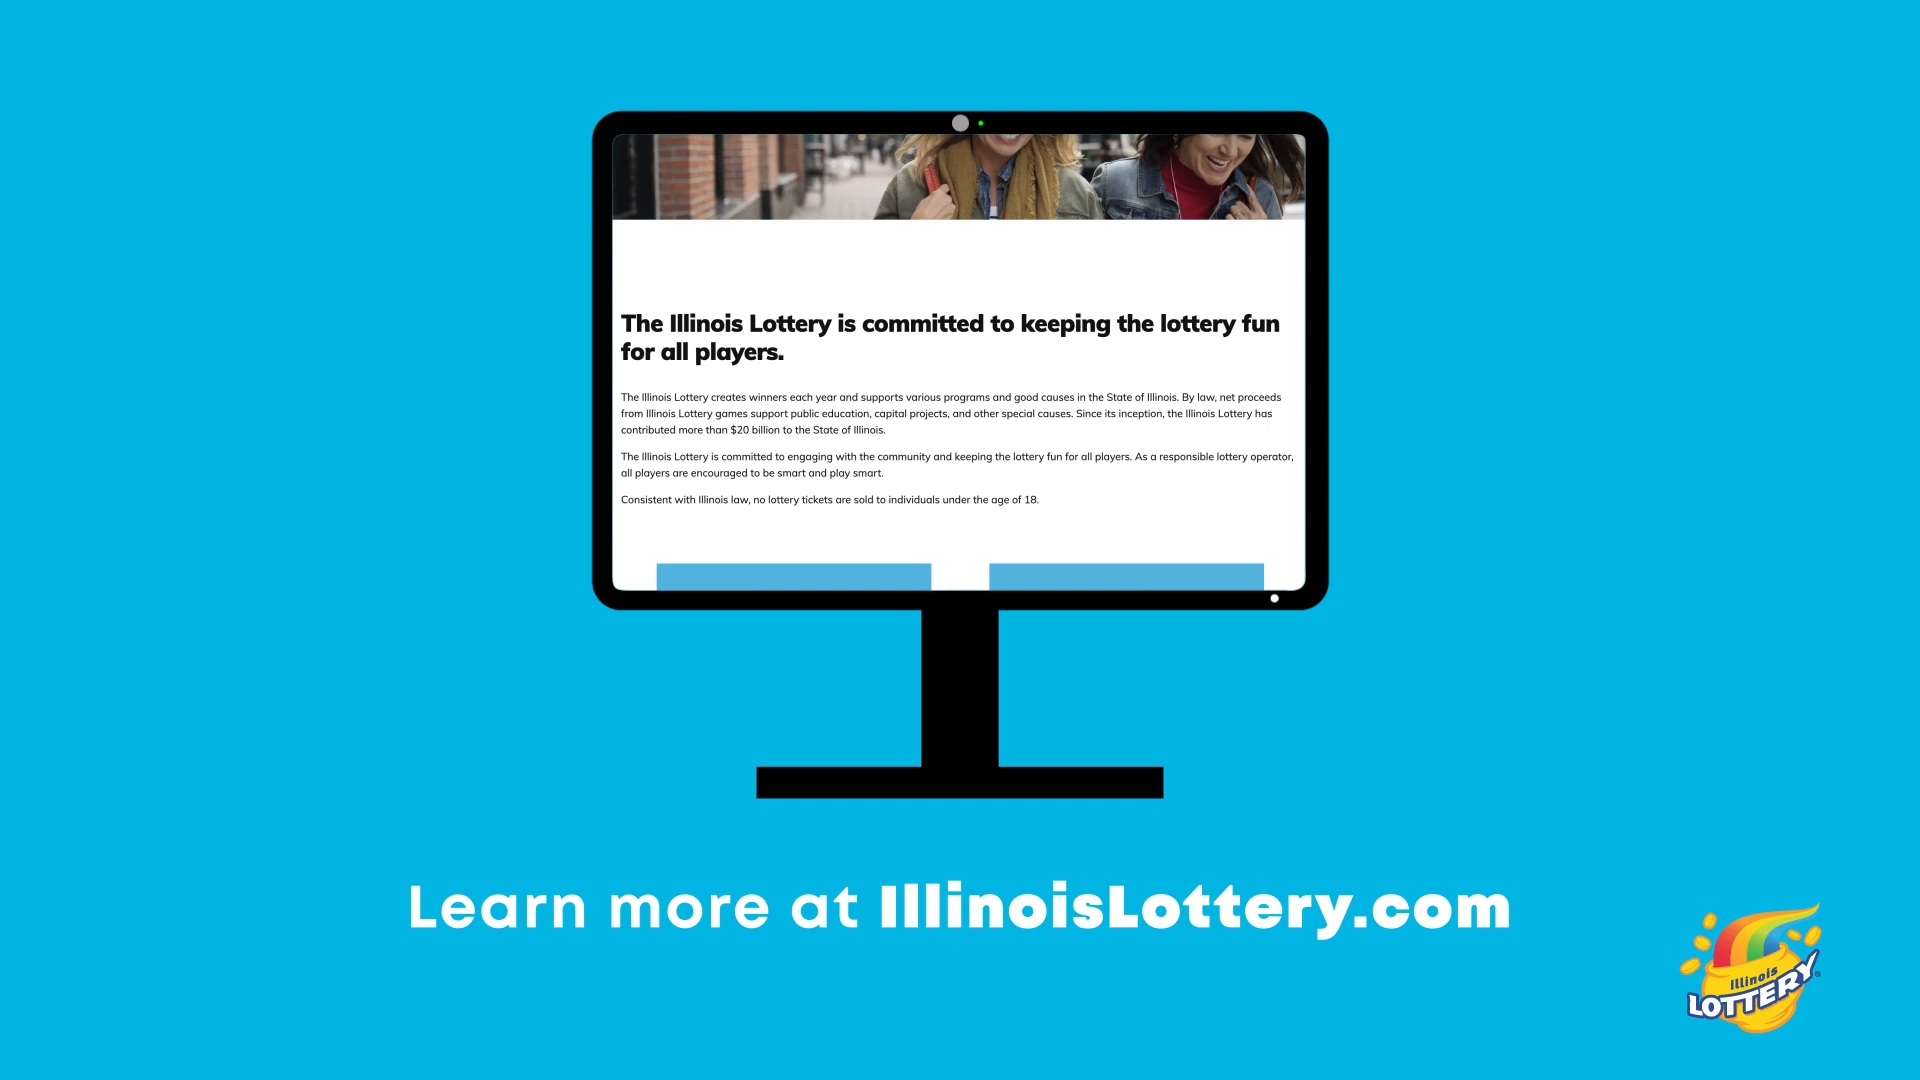 The Illinois Lottery is committed to keeping the lottery fun
for all players.
The Illinois Lottery creates winners each year and supports various programs and good causes in the State of Illinois. By law, net proceeds
from Illinois Lottery games support public education, capital projects, and other special causes. Since its inception, the Illinois Lottery has
contributed more than $20 billion to the State of Illinois.
The Illinois Lottery is committed to engaging with the community and keeping the lottery fun for all players. As a responsible lottery operator,
all players are encouraged to be smart and play smart.
Consistent with Illinois law, no lottery tickets are sold to individuals under the age of 18.
Learn more at IllinoisLottery.com
Illinois
LOTTERY